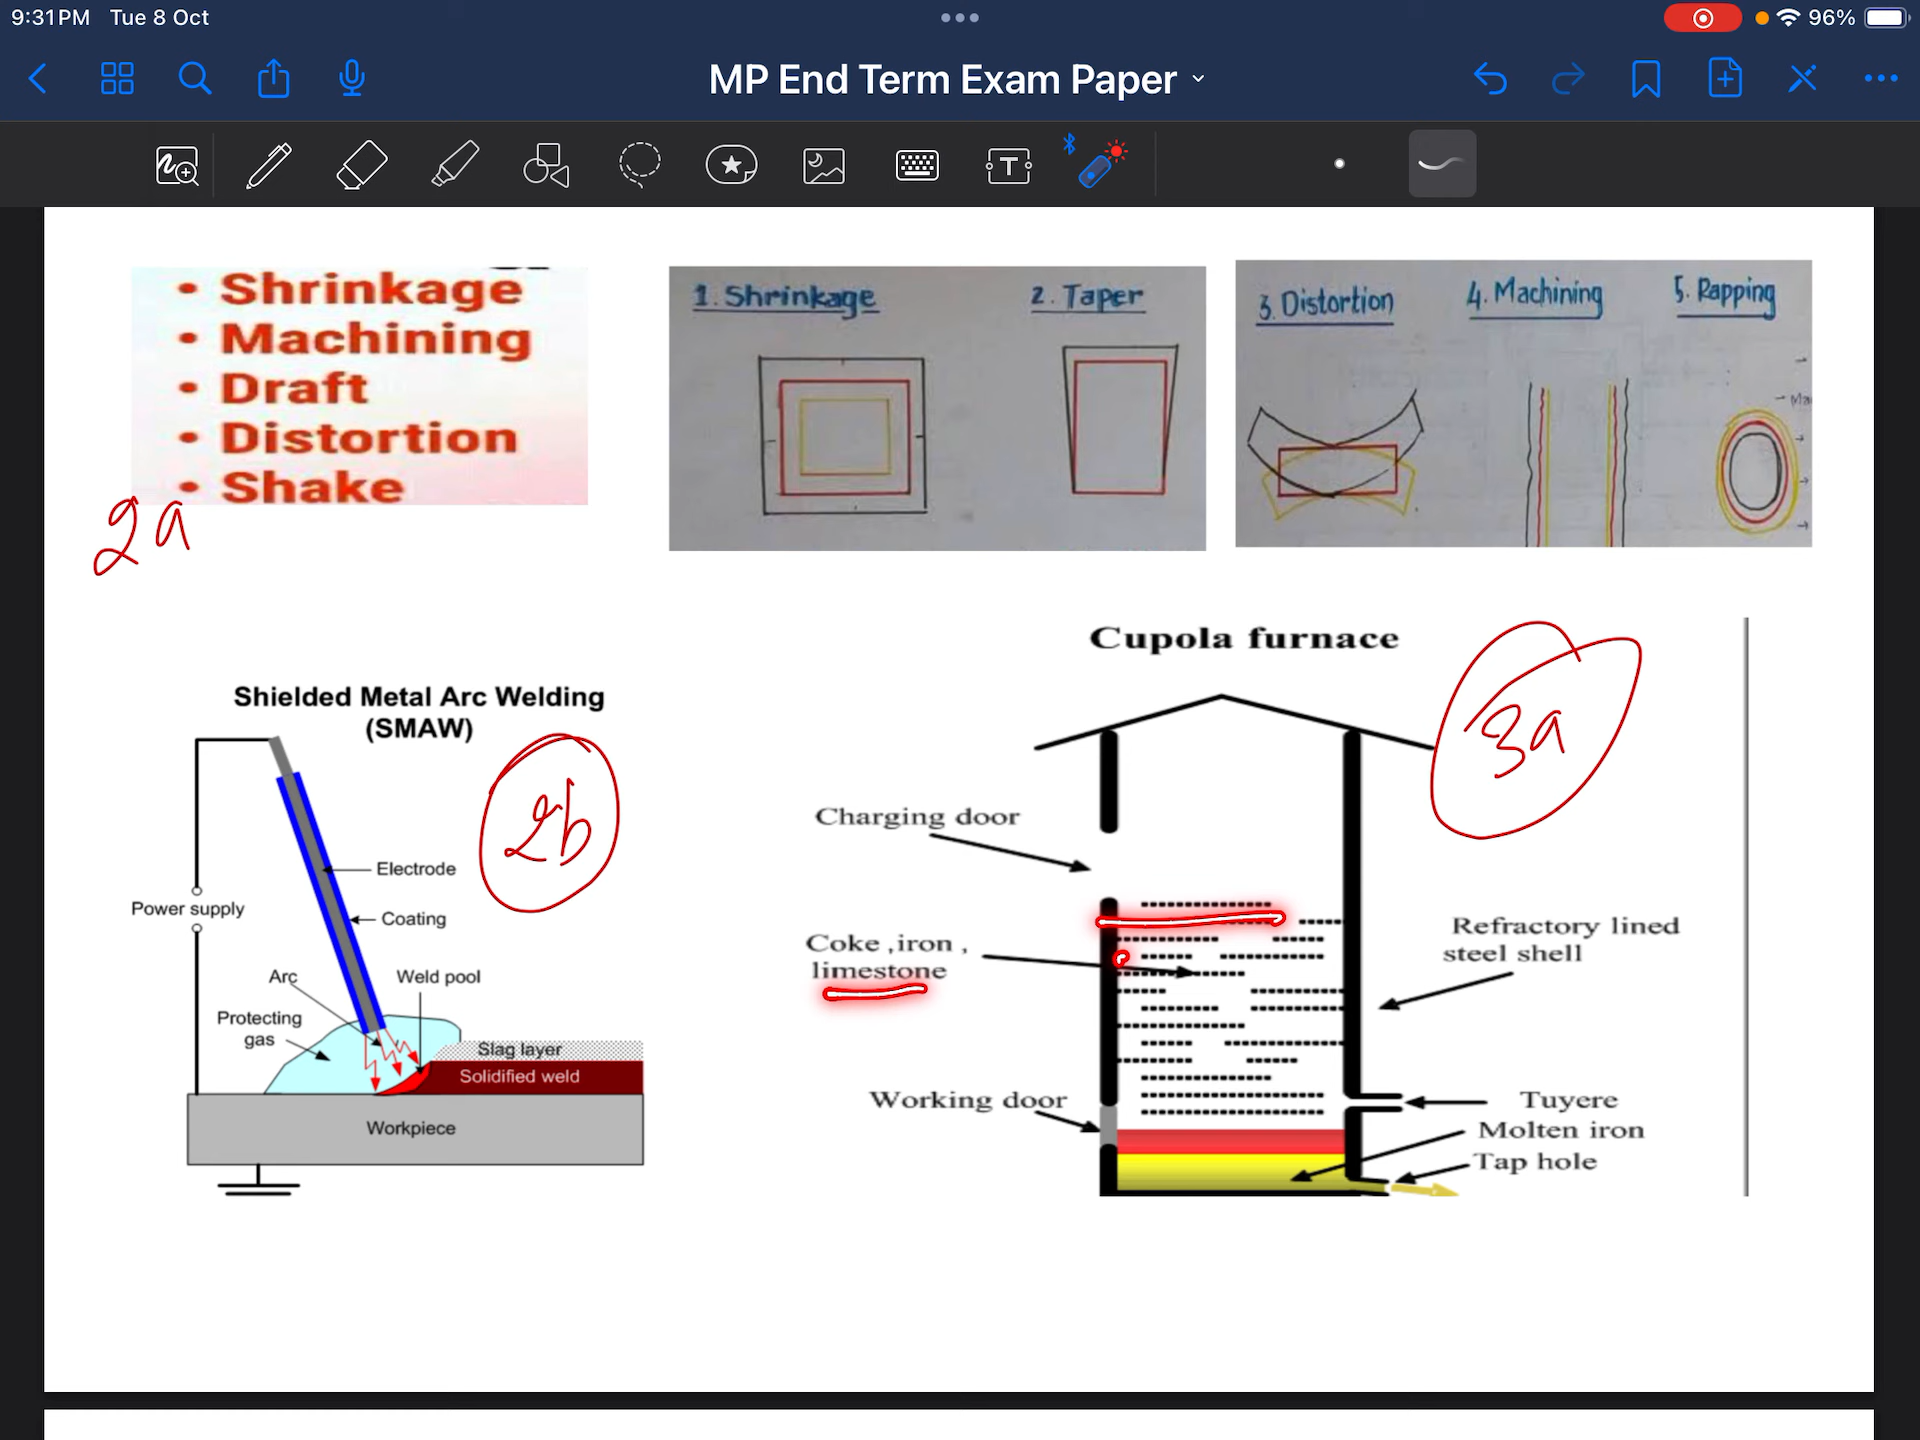 9:31 PM Tue 8 Oct
96%
MP End Term Exam Paper
T
• Shrinkage
• Machining
• Draft
• Distortion
• Shake
2a
1. Shrinkage
2. Taper
3. Distortion
4. Machining
5. Rapping
Shielded Metal Arc Welding
(SMAW)
2b
Electrode
Power supply
Coating
Arc
Weld pool
Protecting
gas
Slag layer
Solidified weld
Workpiece
Cupola furnace
3a
Charging door
Coke ,iron ,
limestone
Refractory lined
steel shell
Working door
Tuyere
Molten iron
Tap hole